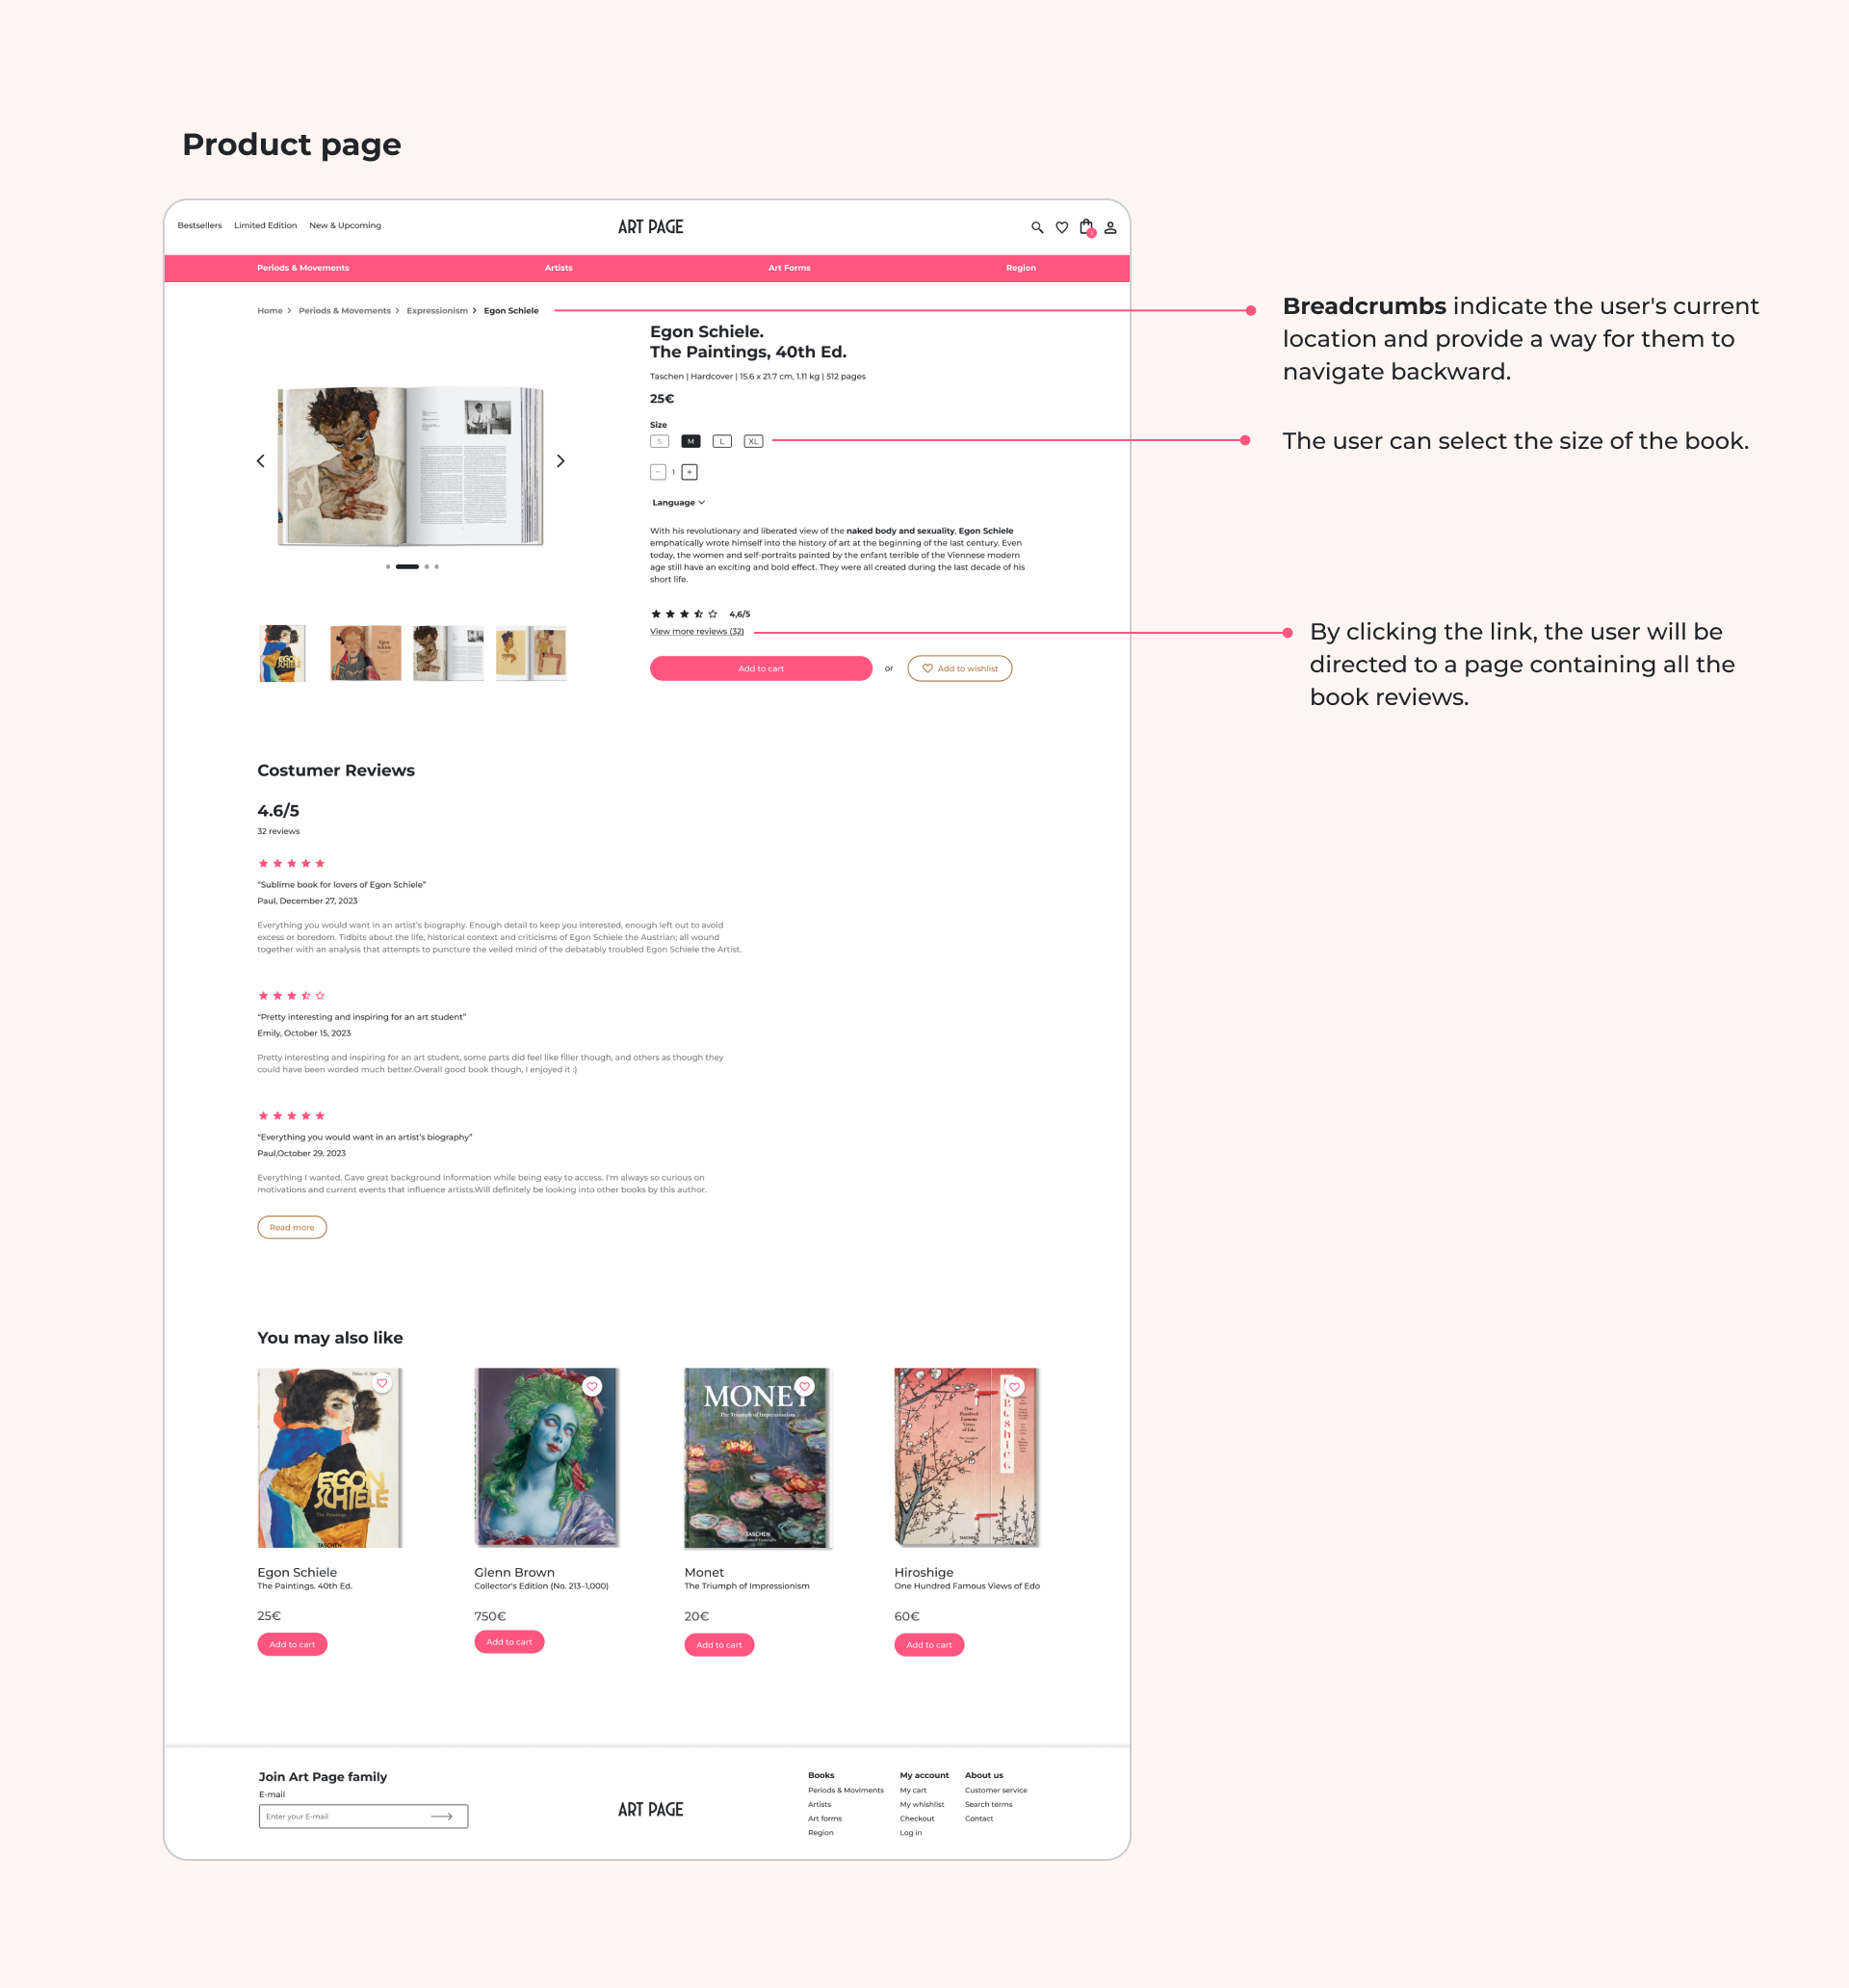 Product page
Bestsellers Limited Edition New & Upcoming
ART PAGE
Periods & Movements Artists Art Forms Region
Home > Periods & Movements > Expressionism > Egon Schiele
Breadcrumbs indicate the user's current
location and provide a way for them to
navigate backward.
Egon Schiele.
The Paintings, 40th Ed.
Taschen | Hardcover | 15.6 x 21.7 cm, 1.11 kg | 512 pages
25€
Size
S M L XL
The user can select the size of the book.
− 1 +
Language
With his revolutionary and liberated view of the naked body and sexuality, Egon Schiele
emphatically wrote himself into the history of art at the beginning of the last century. Even
today, the women and self-portraits painted by the enfant terrible of the Viennese modern
age still have an exciting and bold effect. They were all created during the last decade of his
short life.
4,6/5
View more reviews (32)
By clicking the link, the user will be
directed to a page containing all the
book reviews.
Add to cart or Add to wishlist
EGON
SCHIELE
Costumer Reviews
4.6/5
32 reviews
"Sublime book for lovers of Egon Schiele"
Paul, December 27, 2023
Everything you would want in an artist's biography. Enough detail to keep you interested, enough left out to avoid
excess or boredom. Tidbits about the life, historical context and criticisms of Egon Schiele the Austrian; all wound
together with an analysis that attempts to puncture the veiled mind of the debatably troubled Egon Schiele the Artist.
"Pretty interesting and inspiring for an art student"
Emily, October 15, 2023
Pretty interesting and inspiring for an art student, some parts did feel like filler though, and others as though they
could have been worded much better.Overall good book though, I enjoyed it :)
"Everything you would want in an artist's biography"
Paul,October 29, 2023
Everything I wanted. Gave great background information while being easy to access. I'm always so curious on
motivations and current events that influence artists.Will definitely be looking into other books by this author.
Read more
You may also like
EGON
SCHIELE
The Paintings
TASCHEN
MONET
The Triumph of Impressionism
TASCHEN
One
Hundred
Famous
Views
of Edo
TASCHEN
Egon Schiele
The Paintings. 40th Ed.
25€
Add to cart
Glenn Brown
Collector's Edition (No. 213–1,000)
750€
Add to cart
Monet
The Triumph of Impressionism
20€
Add to cart
Hiroshige
One Hundred Famous Views of Edo
60€
Add to cart
Join Art Page family
E-mail
Enter your E-mail
ART PAGE
Books
Periods & Moviments
Artists
Art forms
Region
My account
My cart
My whishlist
Checkout
Log in
About us
Customer service
Search terms
Contact